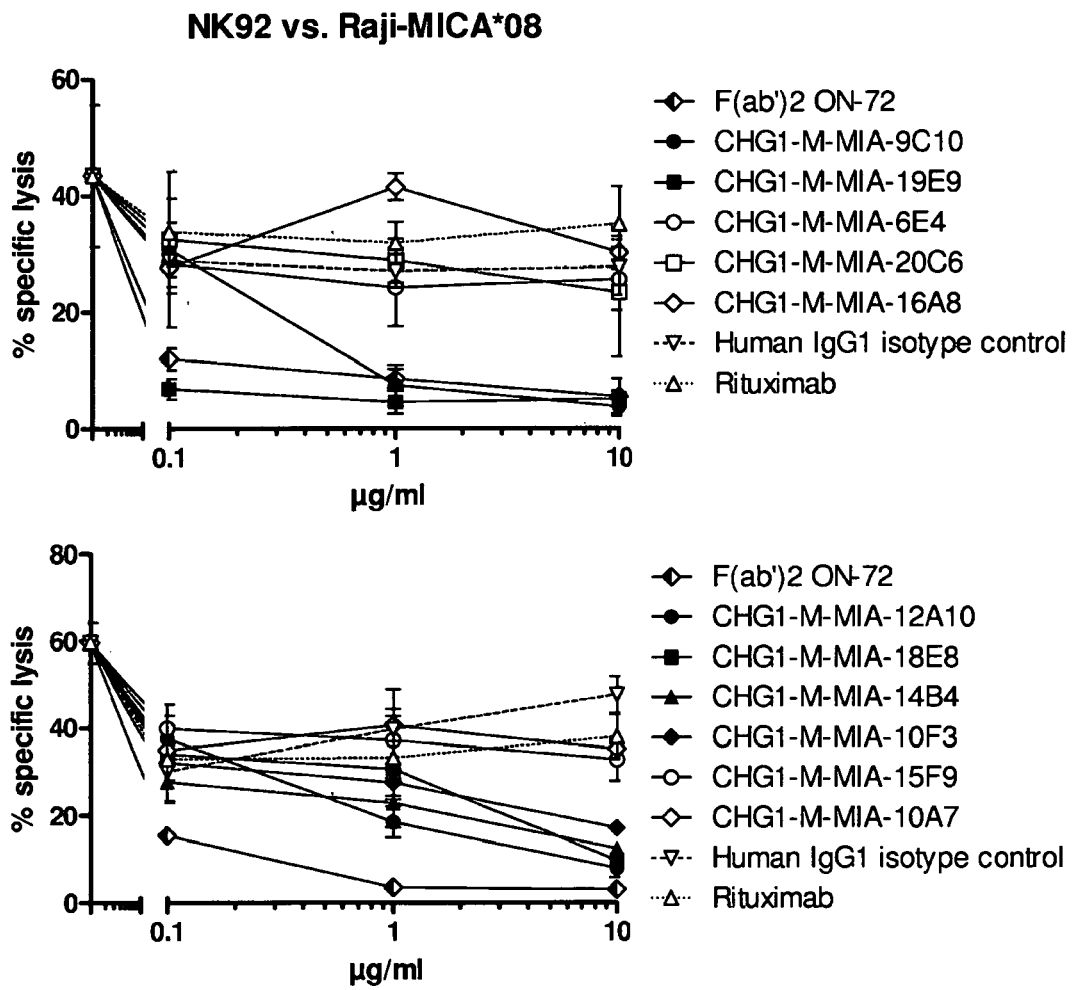 NK92 vs. Raji-MICA*08
% specific lysis
60
40
20
0
0.1
1
10
µg/ml
F(ab')2 ON-72
CHG1-M-MIA-9C10
CHG1-M-MIA-19E9
CHG1-M-MIA-6E4
CHG1-M-MIA-20C6
CHG1-M-MIA-16A8
Human IgG1 isotype control
Rituximab
% specific lysis
80
60
40
20
0
0.1
1
10
µg/ml
F(ab')2 ON-72
CHG1-M-MIA-12A10
CHG1-M-MIA-18E8
CHG1-M-MIA-14B4
CHG1-M-MIA-10F3
CHG1-M-MIA-15F9
CHG1-M-MIA-10A7
Human IgG1 isotype control
Rituximab